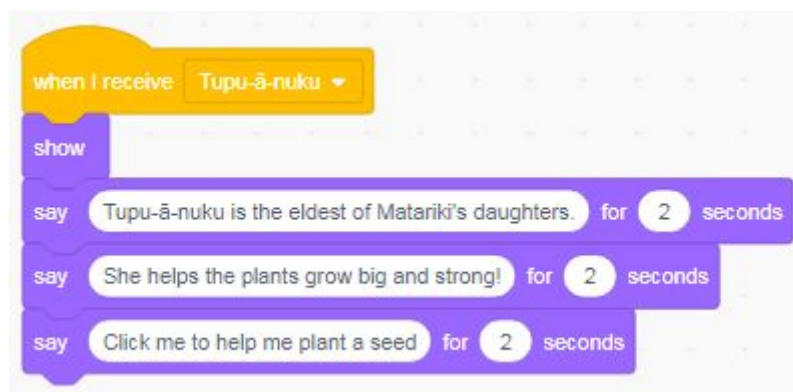 when I receive Tupu-ā-nuku
show
say Tupu-ā-nuku is the eldest of Matariki's daughters. for 2 seconds
say She helps the plants grow big and strong! for 2 seconds
say Click me to help me plant a seed for 2 seconds